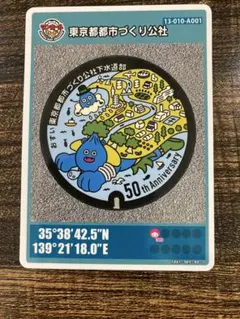 13-010-A001
東京都都市づくり公社
おすい 東京都都市づくり公社下水道部
50th Anniversary
35°38'42.5"N
139°21'18.0"E